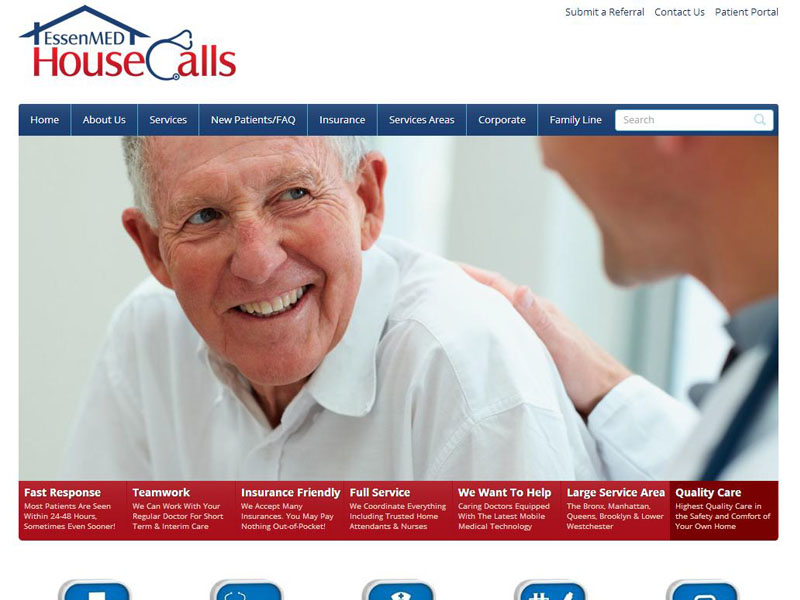 Submit a Referral Contact Us Patient Portal
EssenMED
HouseCalls
Home About Us Services New Patients/FAQ Insurance Services Areas Corporate Family Line Search
Fast Response
Most Patients Are Seen
Within 24-48 Hours,
Sometimes Even Sooner!
Teamwork
We Can Work With Your
Regular Doctor For Short
Term & Interim Care
Insurance Friendly
We Accept Many
Insurances. You May Pay
Nothing Out-of-Pocket!
Full Service
We Coordinate Everything
Including Trusted Home
Attendants & Nurses
We Want To Help
Caring Doctors Equipped
With The Latest Mobile
Medical Technology
Large Service Area
The Bronx, Manhattan,
Queens, Brooklyn & Lower
Westchester
Quality Care
Highest Quality Care in
the Safety and Comfort of
Your Own Home